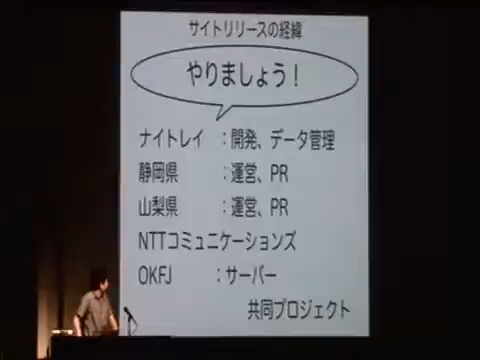 サイトリリースの経緯
やりましょう！
ナイトレイ ：開発、データ管理
静岡県 ：運営、PR
山梨県 ：運営、PR
NTTコミュニケーションズ
OKFJ ：サーバー
共同プロジェクト